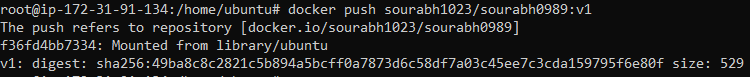 root@ip-172-31-91-134:/home/ubuntu# docker push sourabh1023/sourabh0989:v1
The push refers to repository [docker.io/sourabh1023/sourabh0989]
f36fd4bb7334: Mounted from library/ubuntu
v1: digest: sha256:49ba8c8c2821c5b894a5bcff0a7873d6c58df7a03c45ee7c3cda159795f6e80f size: 529